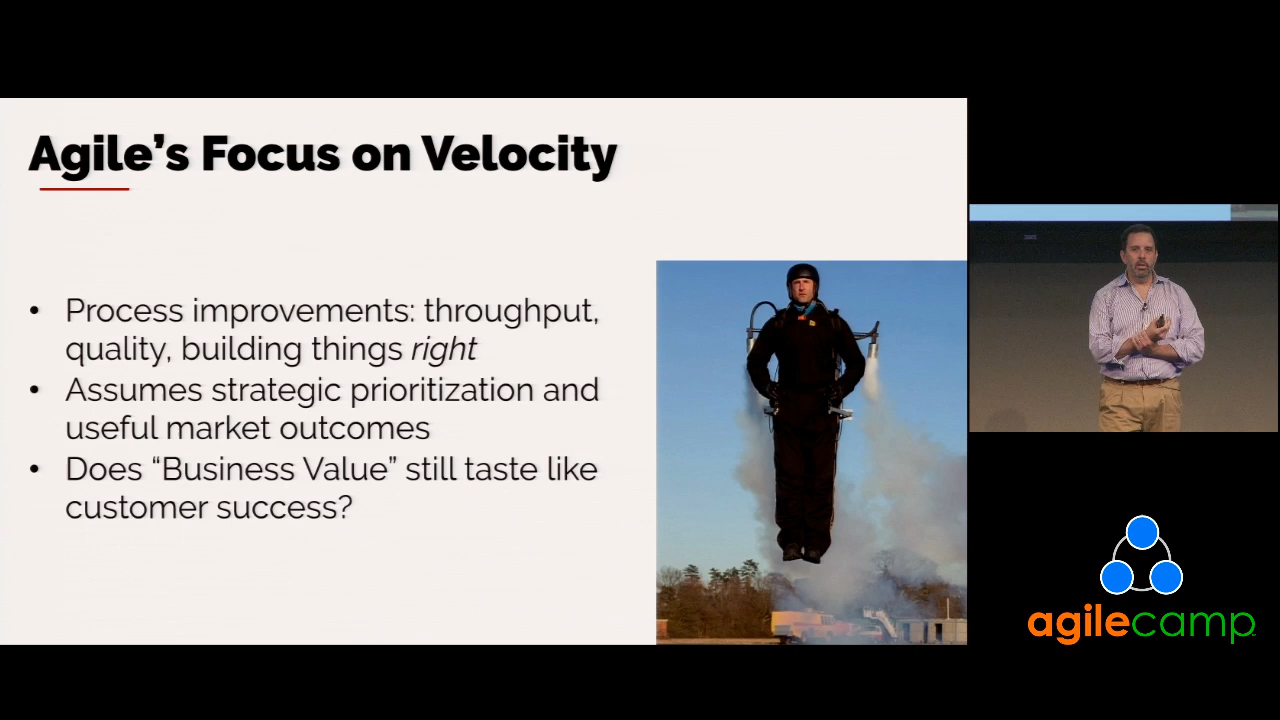 Agile’s Focus on Velocity
• Process improvements: throughput,
quality, building things right
• Assumes strategic prioritization and
useful market outcomes
• Does “Business Value” still taste like
customer success?
agilecamp